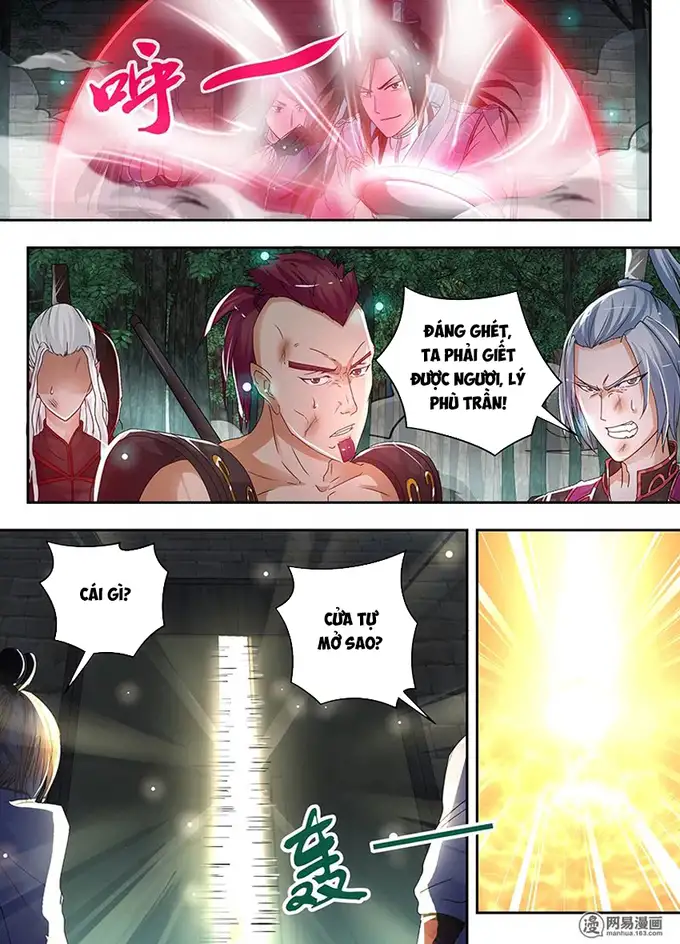 呼—
ĐÁNG GHÉT,
TA PHẢI GIẾT
ĐƯỢC NGƯƠI, LÝ
PHÙ TRẦN!
CÁI GÌ?
CỬA TỰ
MỞ SAO?
轰—
漫 网易漫画
manhua.163.com